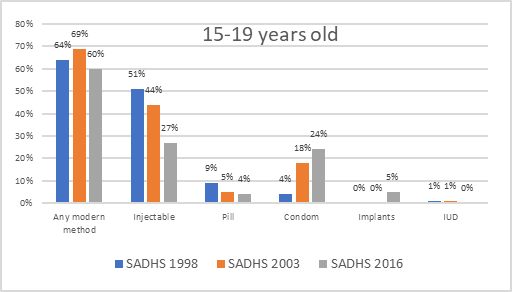 15-19 years old
80%
70%
60%
50%
40%
30%
20%
10%
0%
64% 69% 60%
51% 44% 27%
9% 5% 4%
4% 18% 24%
0% 0% 5%
1% 1% 0%
Any modern
method
Injectable
Pill
Condom
Implants
IUD
SADHS 1998 SADHS 2003 SADHS 2016